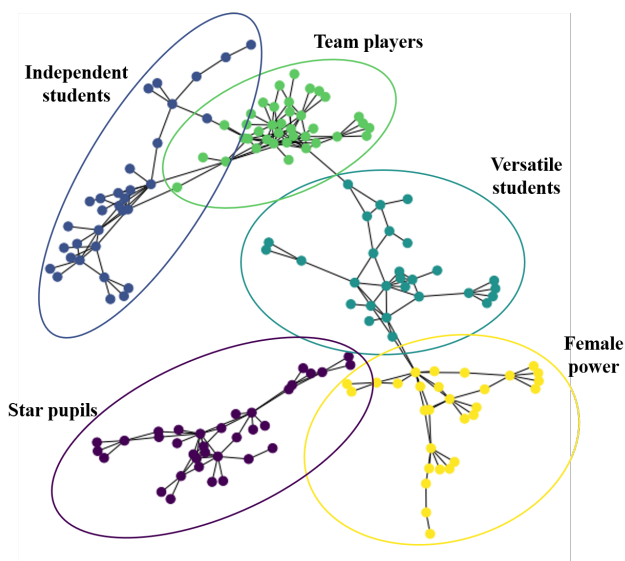 Team players
Independent
students
Versatile
students
Female
power
Star pupils